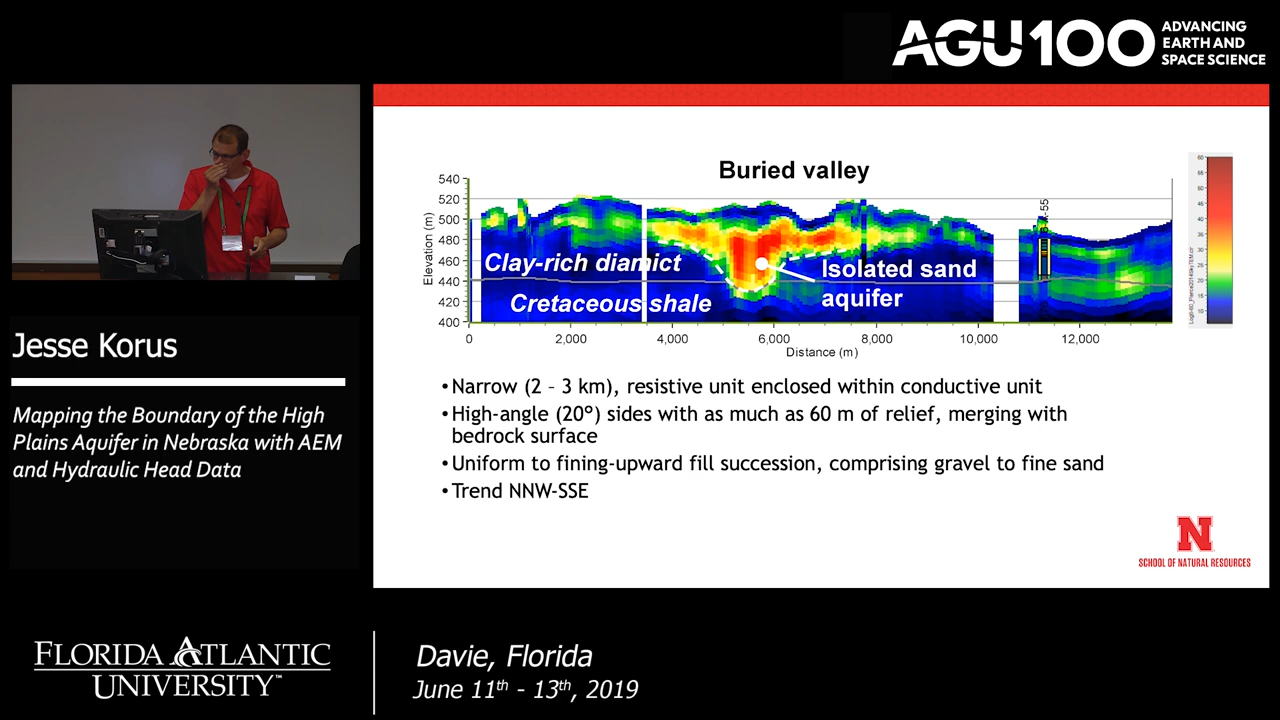 AGU100
ADVANCING
EARTH AND
SPACE SCIENCE
Jesse Korus
Mapping the Boundary of the High
Plains Aquifer in Nebraska with AEM
and Hydraulic Head Data
Buried valley
Elevation (m)
540
520
500
480
460
440
420
400
Clay-rich diamict
Cretaceous shale
Isolated sand
aquifer
0
2,000
4,000
6,000
8,000
10,000
12,000
Distance (m)
60
55
50
45
40
35
30
25
20
15
10
•Narrow (2 – 3 km), resistive unit enclosed within conductive unit
•High-angle (20°) sides with as much as 60 m of relief, merging with
bedrock surface
•Uniform to fining-upward fill succession, comprising gravel to fine sand
•Trend NNW-SSE
N
SCHOOL OF NATURAL RESOURCES
FLORIDA ATLANTIC
UNIVERSITY™
Davie, Florida
June 11th - 13th, 2019